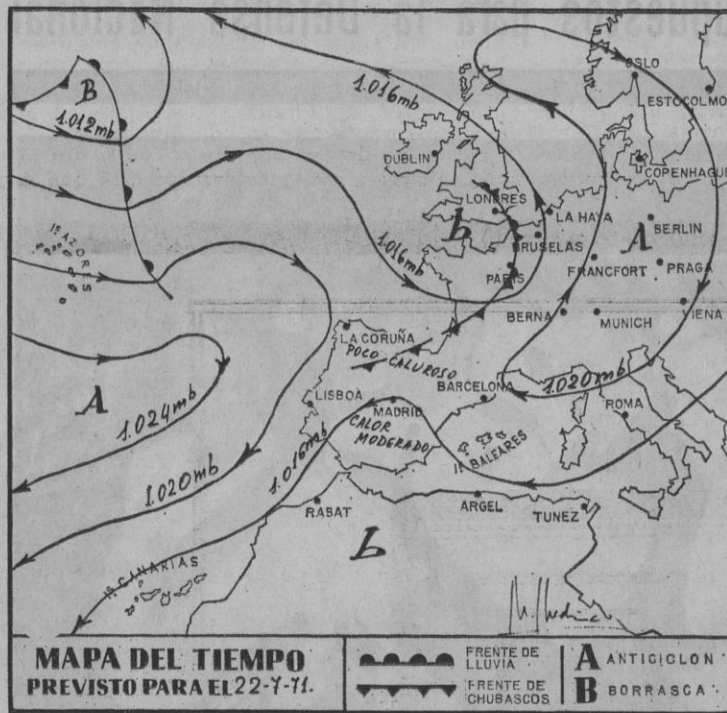 B
1.012mb
1.016mb
OSLO
ESTOCOLMO
DUBLIN
COPENHAGUE
LONDRES
LA HAYA
b
BRUSELAS
A
BERLIN
Is AZORES
1.016mb
PARIS
FRANCFORT
PRAGA
BERNA
MUNICH
IENA
LA CORUÑA
POCO CALUROSO
A
1.024mb
LISBOA
MADRID
BARCELONA
1.020mb
ROMA
CALOR
MODERADO
Is BALEARES
1.020mb
1.016mb
RABAT
ARGEL
TUNEZ
b
Is CANARIAS
MAPA DEL TIEMPO
PREVISTO PARA EL 22-7-71.
FRENTE DE
LLUVIA
FRENTE DE
CHUBASCOS
A ANTICICLON
B BORRASCA